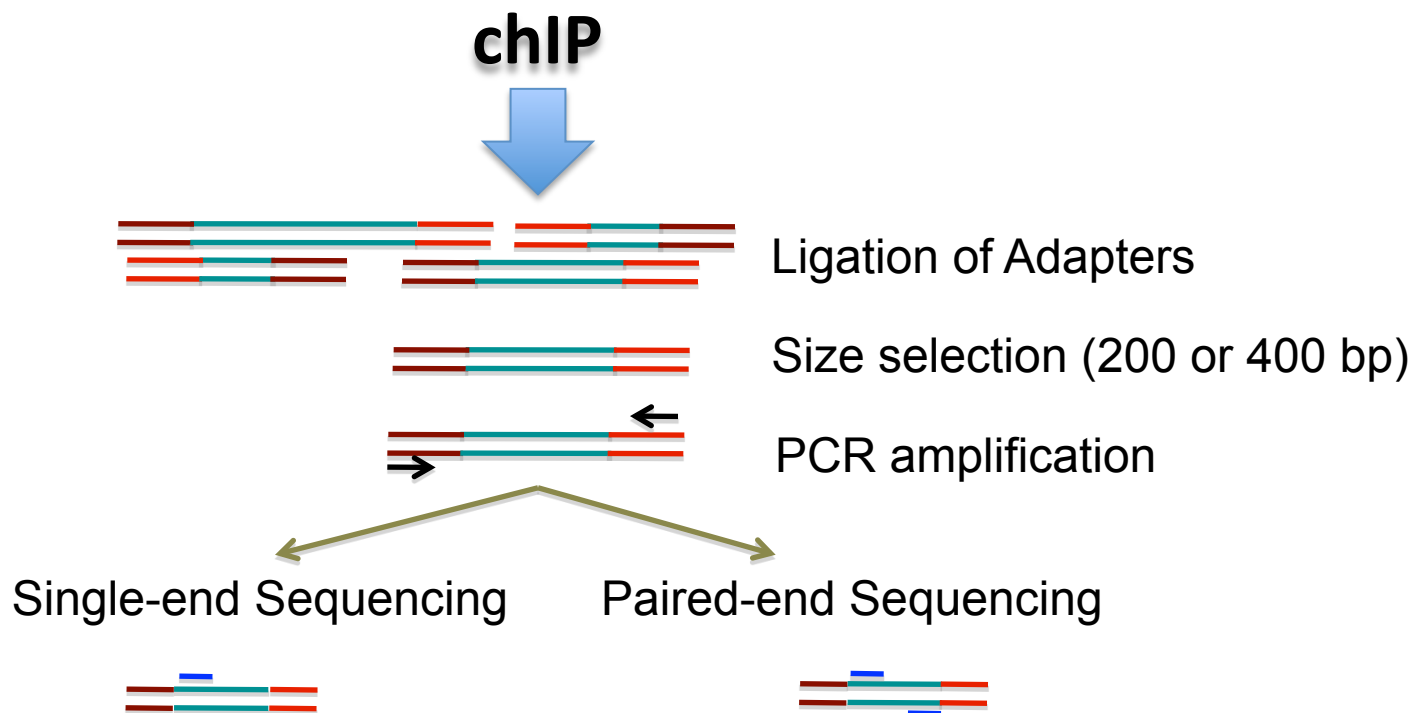 chIP
Ligation of Adapters
Size selection (200 or 400 bp)
PCR amplification
Single-end Sequencing
Paired-end Sequencing